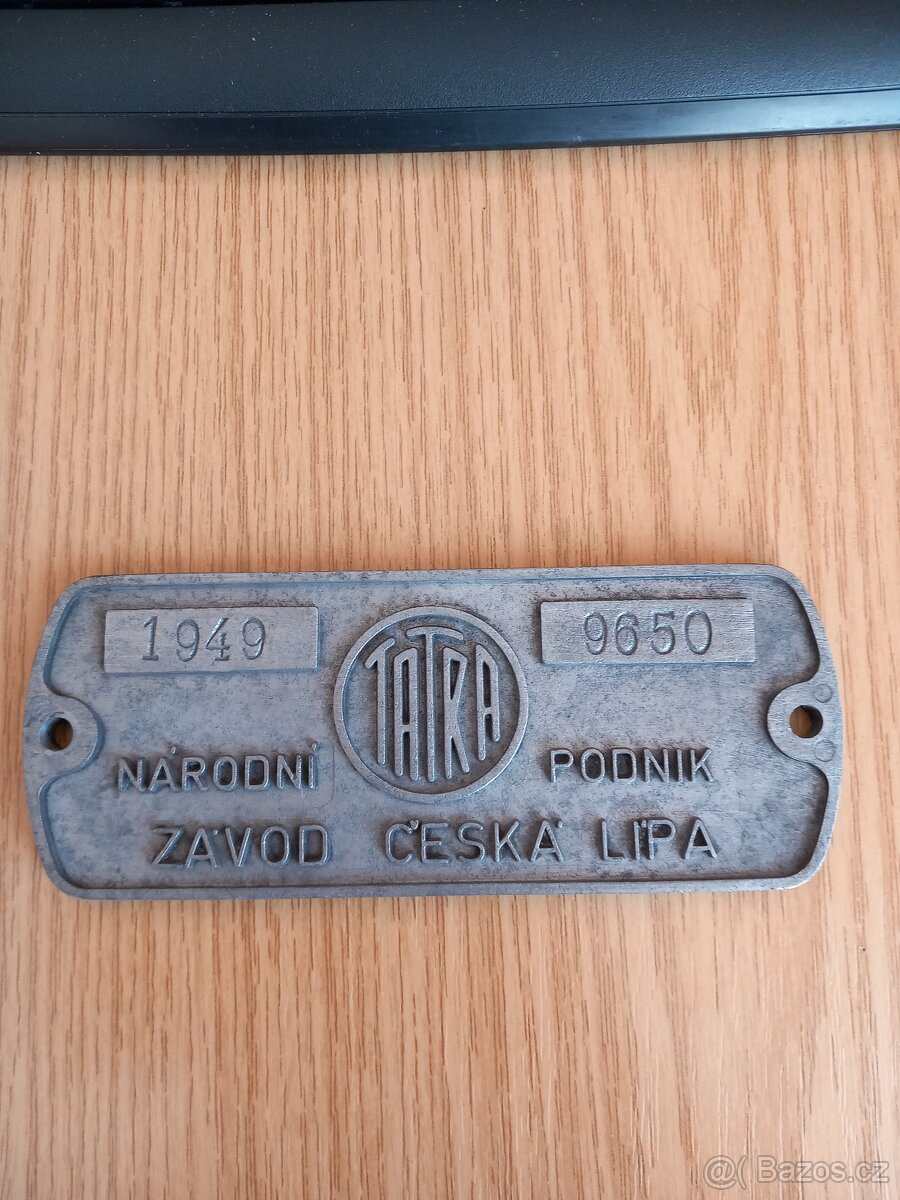 1949 TATRA 9650
NÁRODNÍ PODNIK
ZÁVOD ČESKÁ LÍPA
@( Bazos.cz